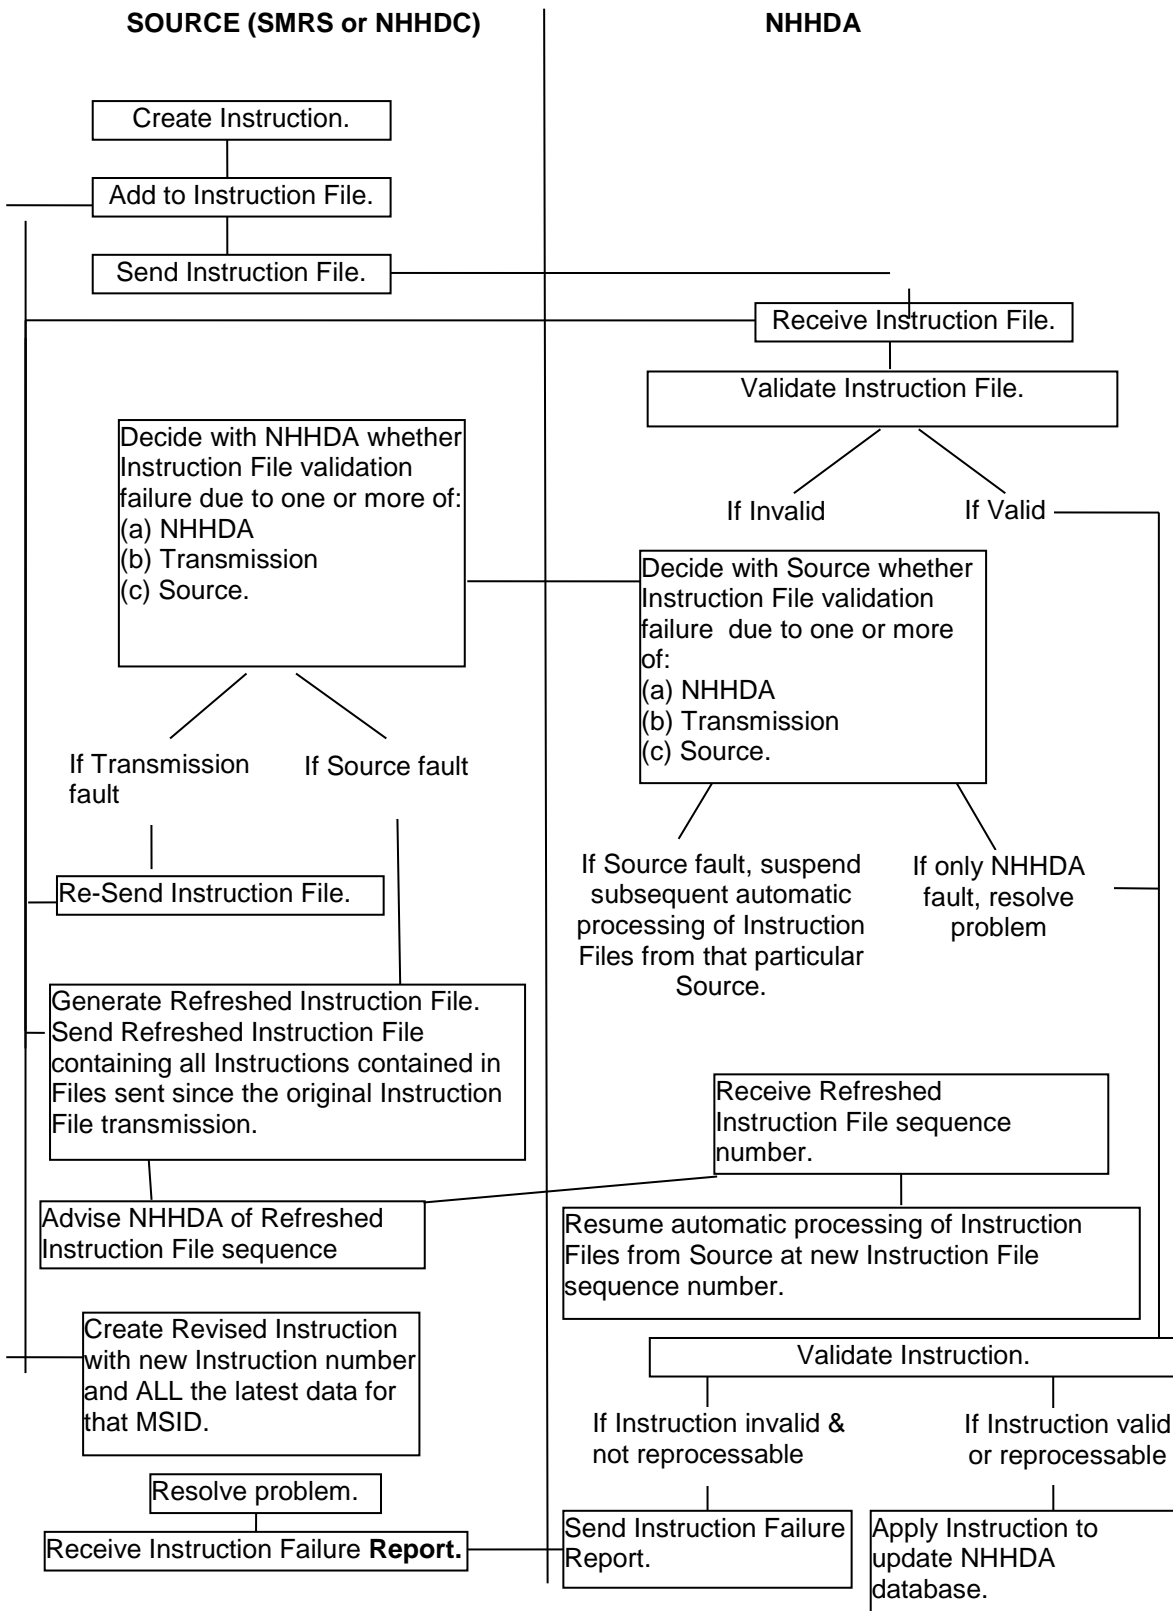 SOURCE (SMRS or NHHDC)
NHHDA
Create Instruction.
Add to Instruction File.
Send Instruction File.
Receive Instruction File.
Validate Instruction File.
Decide with NHHDA whether
Instruction File validation
failure due to one or more of:
(a) NHHDA
(b) Transmission
(c) Source.
If Invalid
If Valid
Decide with Source whether
Instruction File validation
failure due to one or more
of:
(a) NHHDA
(b) Transmission
(c) Source.
If Transmission
fault
If Source fault
If Source fault, suspend
subsequent automatic
processing of Instruction
Files from that particular
Source.
If only NHHDA
fault, resolve
problem
Re-Send Instruction File.
Generate Refreshed Instruction File.
Send Refreshed Instruction File
containing all Instructions contained in
Files sent since the original Instruction
File transmission.
Receive Refreshed
Instruction File sequence
number.
Advise NHHDA of Refreshed
Instruction File sequence
Resume automatic processing of Instruction
Files from Source at new Instruction File
sequence number.
Create Revised Instruction
with new Instruction number
and ALL the latest data for
that MSID.
Validate Instruction.
If Instruction invalid &
not reprocessable
If Instruction valid
or reprocessable
Resolve problem.
Receive Instruction Failure Report.
Send Instruction Failure
Report.
Apply Instruction to
update NHHDA
database.